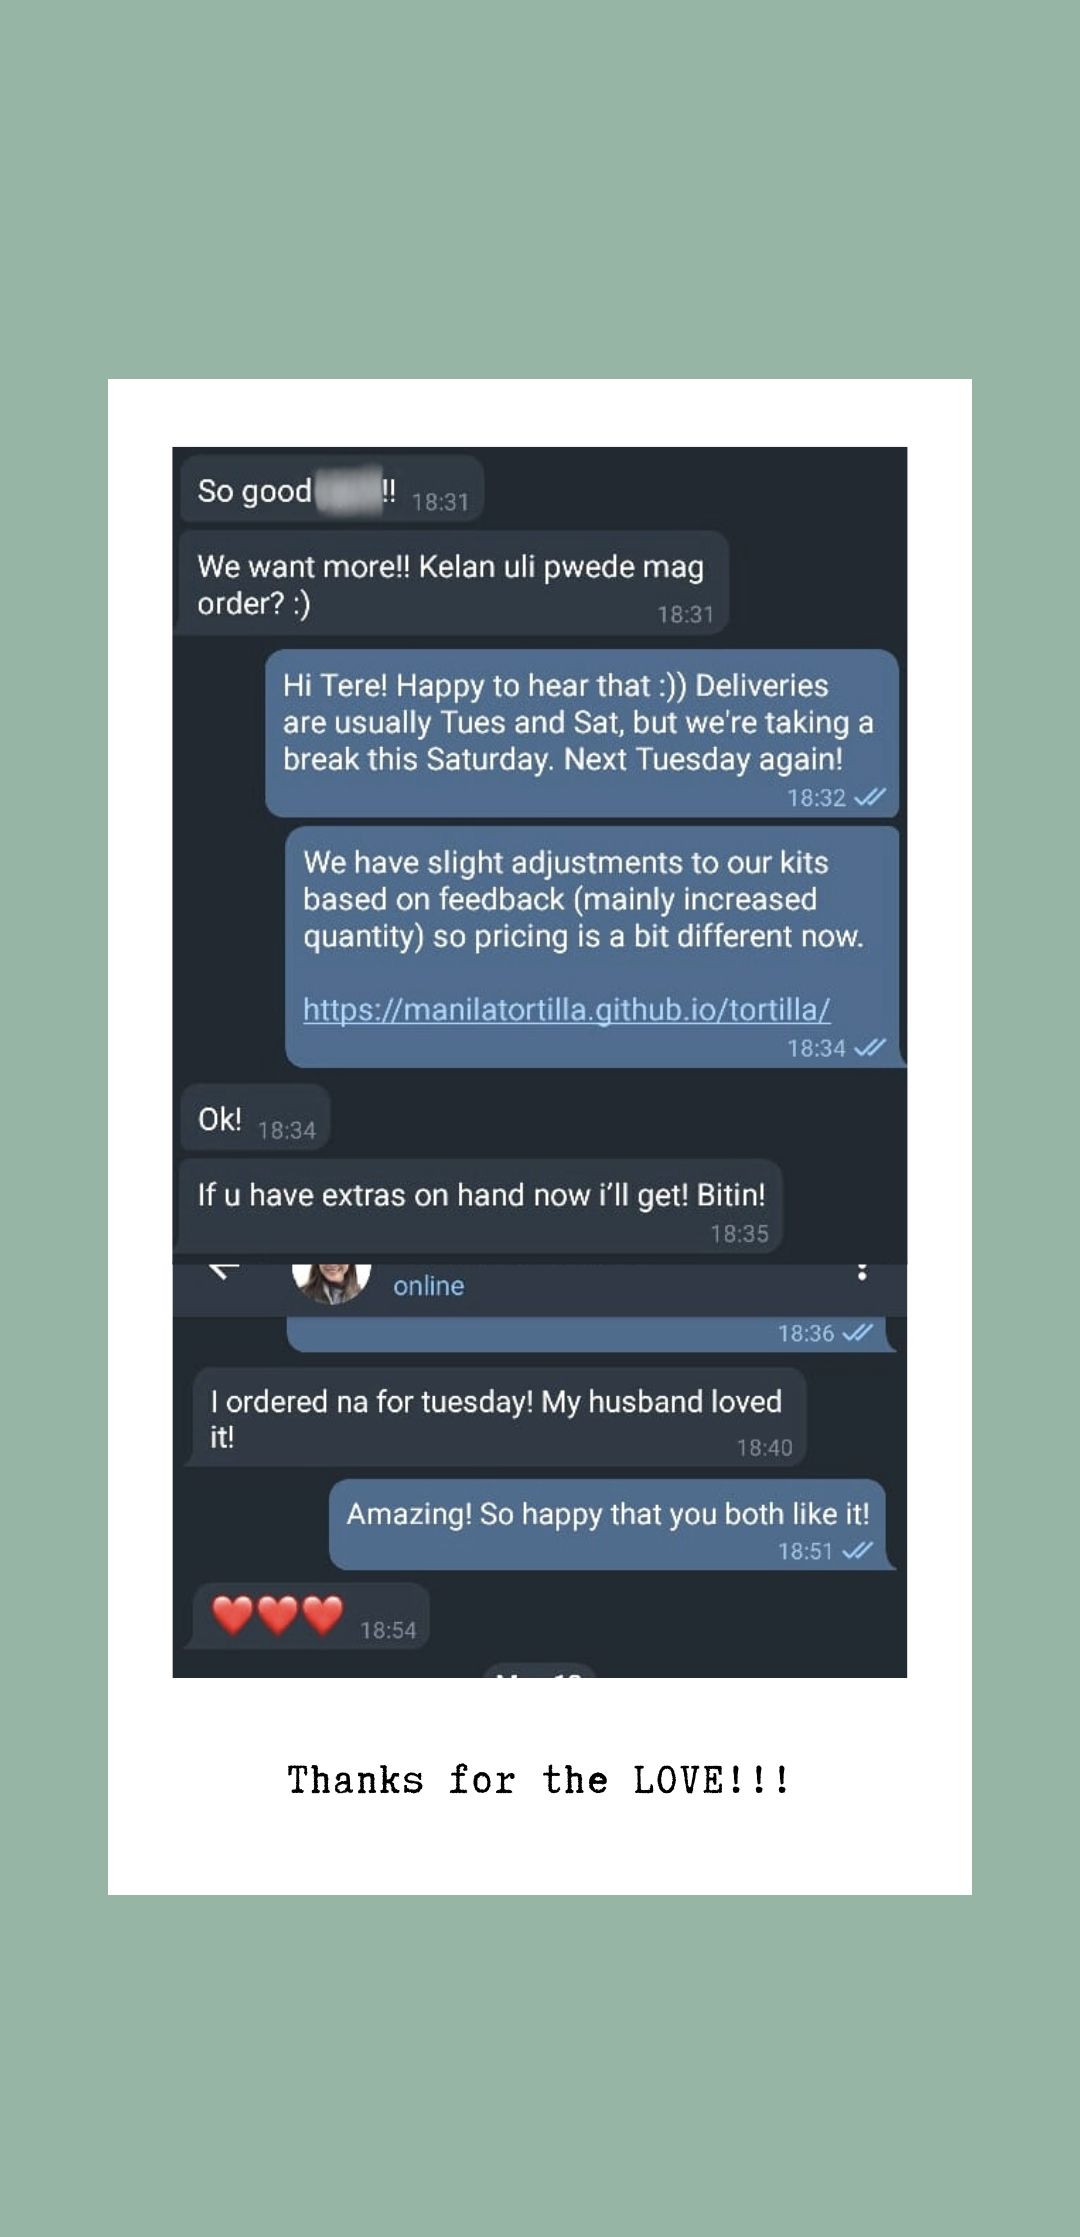 So good !! 18:31
We want more!! Kelan uli pwede mag
order? :) 18:31
Hi Tere! Happy to hear that :)) Deliveries
are usually Tues and Sat, but we're taking a
break this Saturday. Next Tuesday again!
18:32
We have slight adjustments to our kits
based on feedback (mainly increased
quantity) so pricing is a bit different now.
https://manilatortilla.github.io/tortilla/
18:34
Ok! 18:34
If u have extras on hand now i’ll get! Bitin!
18:35
online
18:36
I ordered na for tuesday! My husband loved
it! 18:40
Amazing! So happy that you both like it!
18:51
❤️❤️❤️ 18:54
Thanks for the LOVE!!!